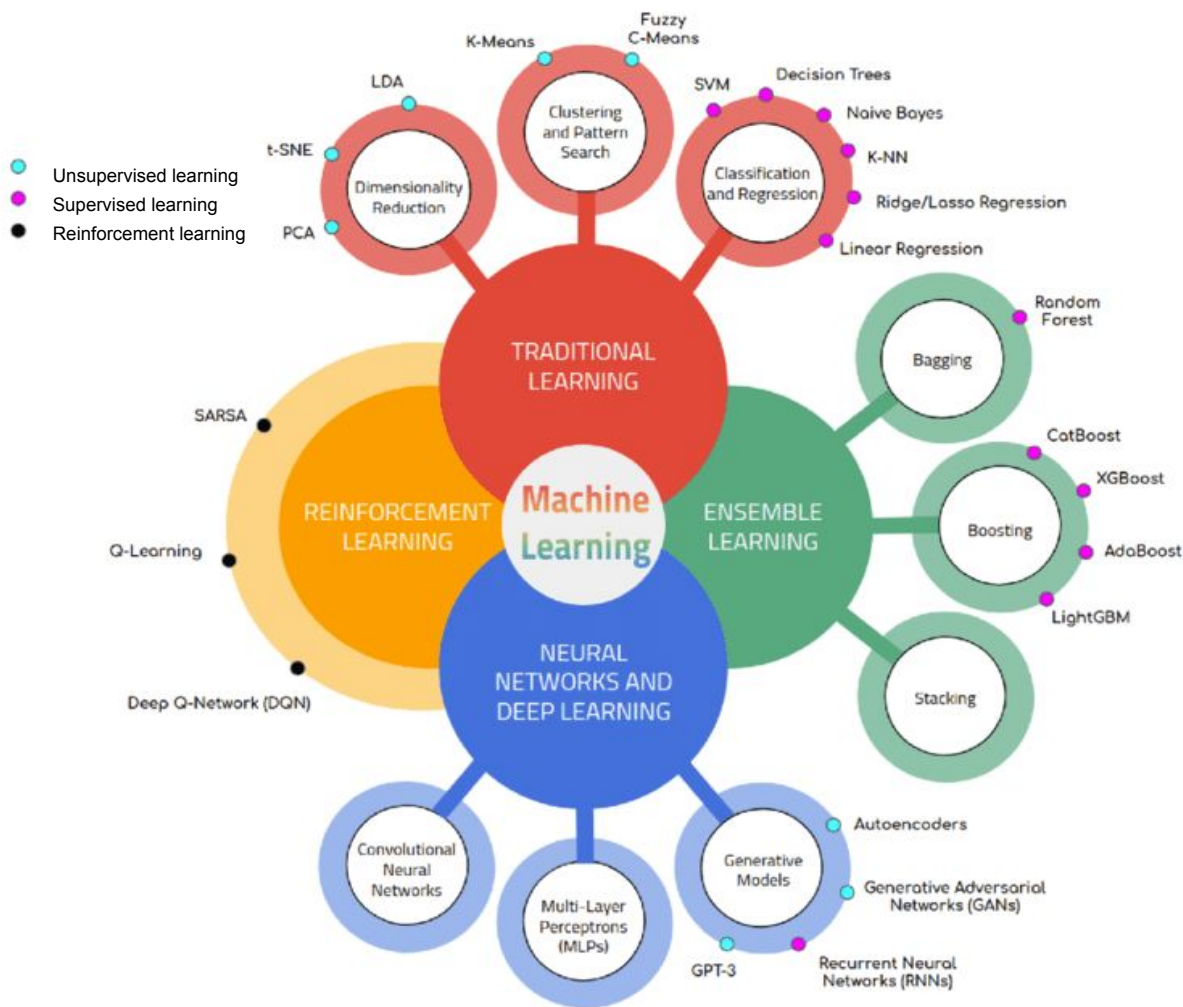 Fuzzy
C-Means
K-Means
LDA
t-SNE
PCA
Dimensionality
Reduction
Clustering
and Pattern
Search
SVM
Decision Trees
Naive Bayes
K-NN
Ridge/Lasso Regression
Linear Regression
Classification
and Regression
Unsupervised learning
Supervised learning
Reinforcement learning
TRADITIONAL
LEARNING
Random
Forest
Bagging
CatBoost
XGBoost
AdaBoost
LightGBM
Boosting
Stacking
ENSEMBLE
LEARNING
Machine
Learning
REINFORCEMENT
LEARNING
SARSA
Q-Learning
Deep Q-Network (DQN)
NEURAL
NETWORKS AND
DEEP LEARNING
Convolutional
Neural
Networks
Multi-Layer
Perceptrons
(MLPs)
Generative
Models
Autoencoders
Generative Adversarial
Networks (GANs)
GPT-3
Recurrent Neural
Networks (RNNs)